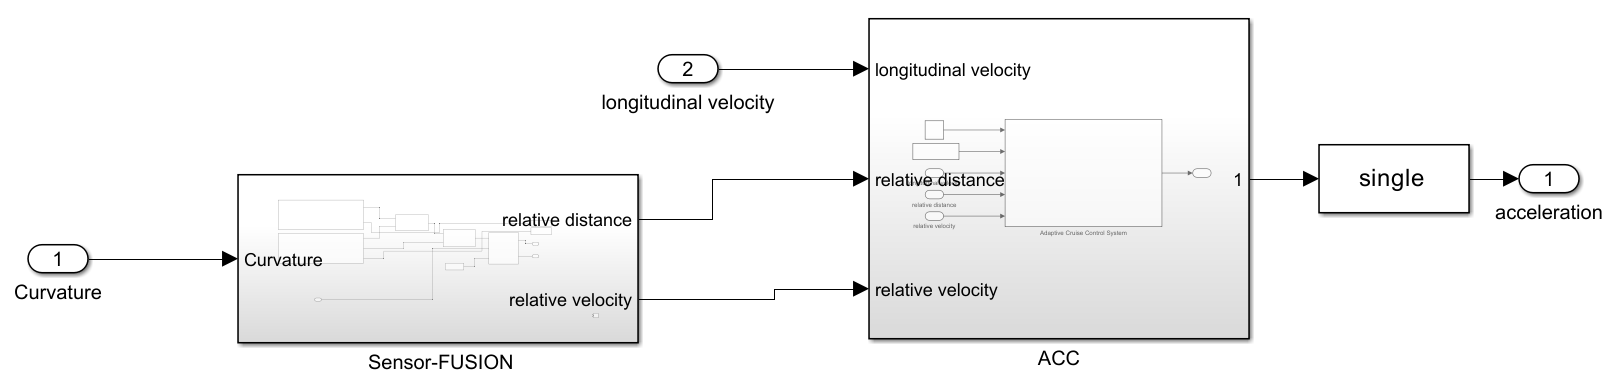 2
longitudinal velocity
longitudinal velocity
relative distance
relative distance
relative velocity
Adaptive Cruise Control System
1
single
1
acceleration
relative distance
Curvature
1
Curvature
relative velocity
relative velocity
Sensor-FUSION
ACC